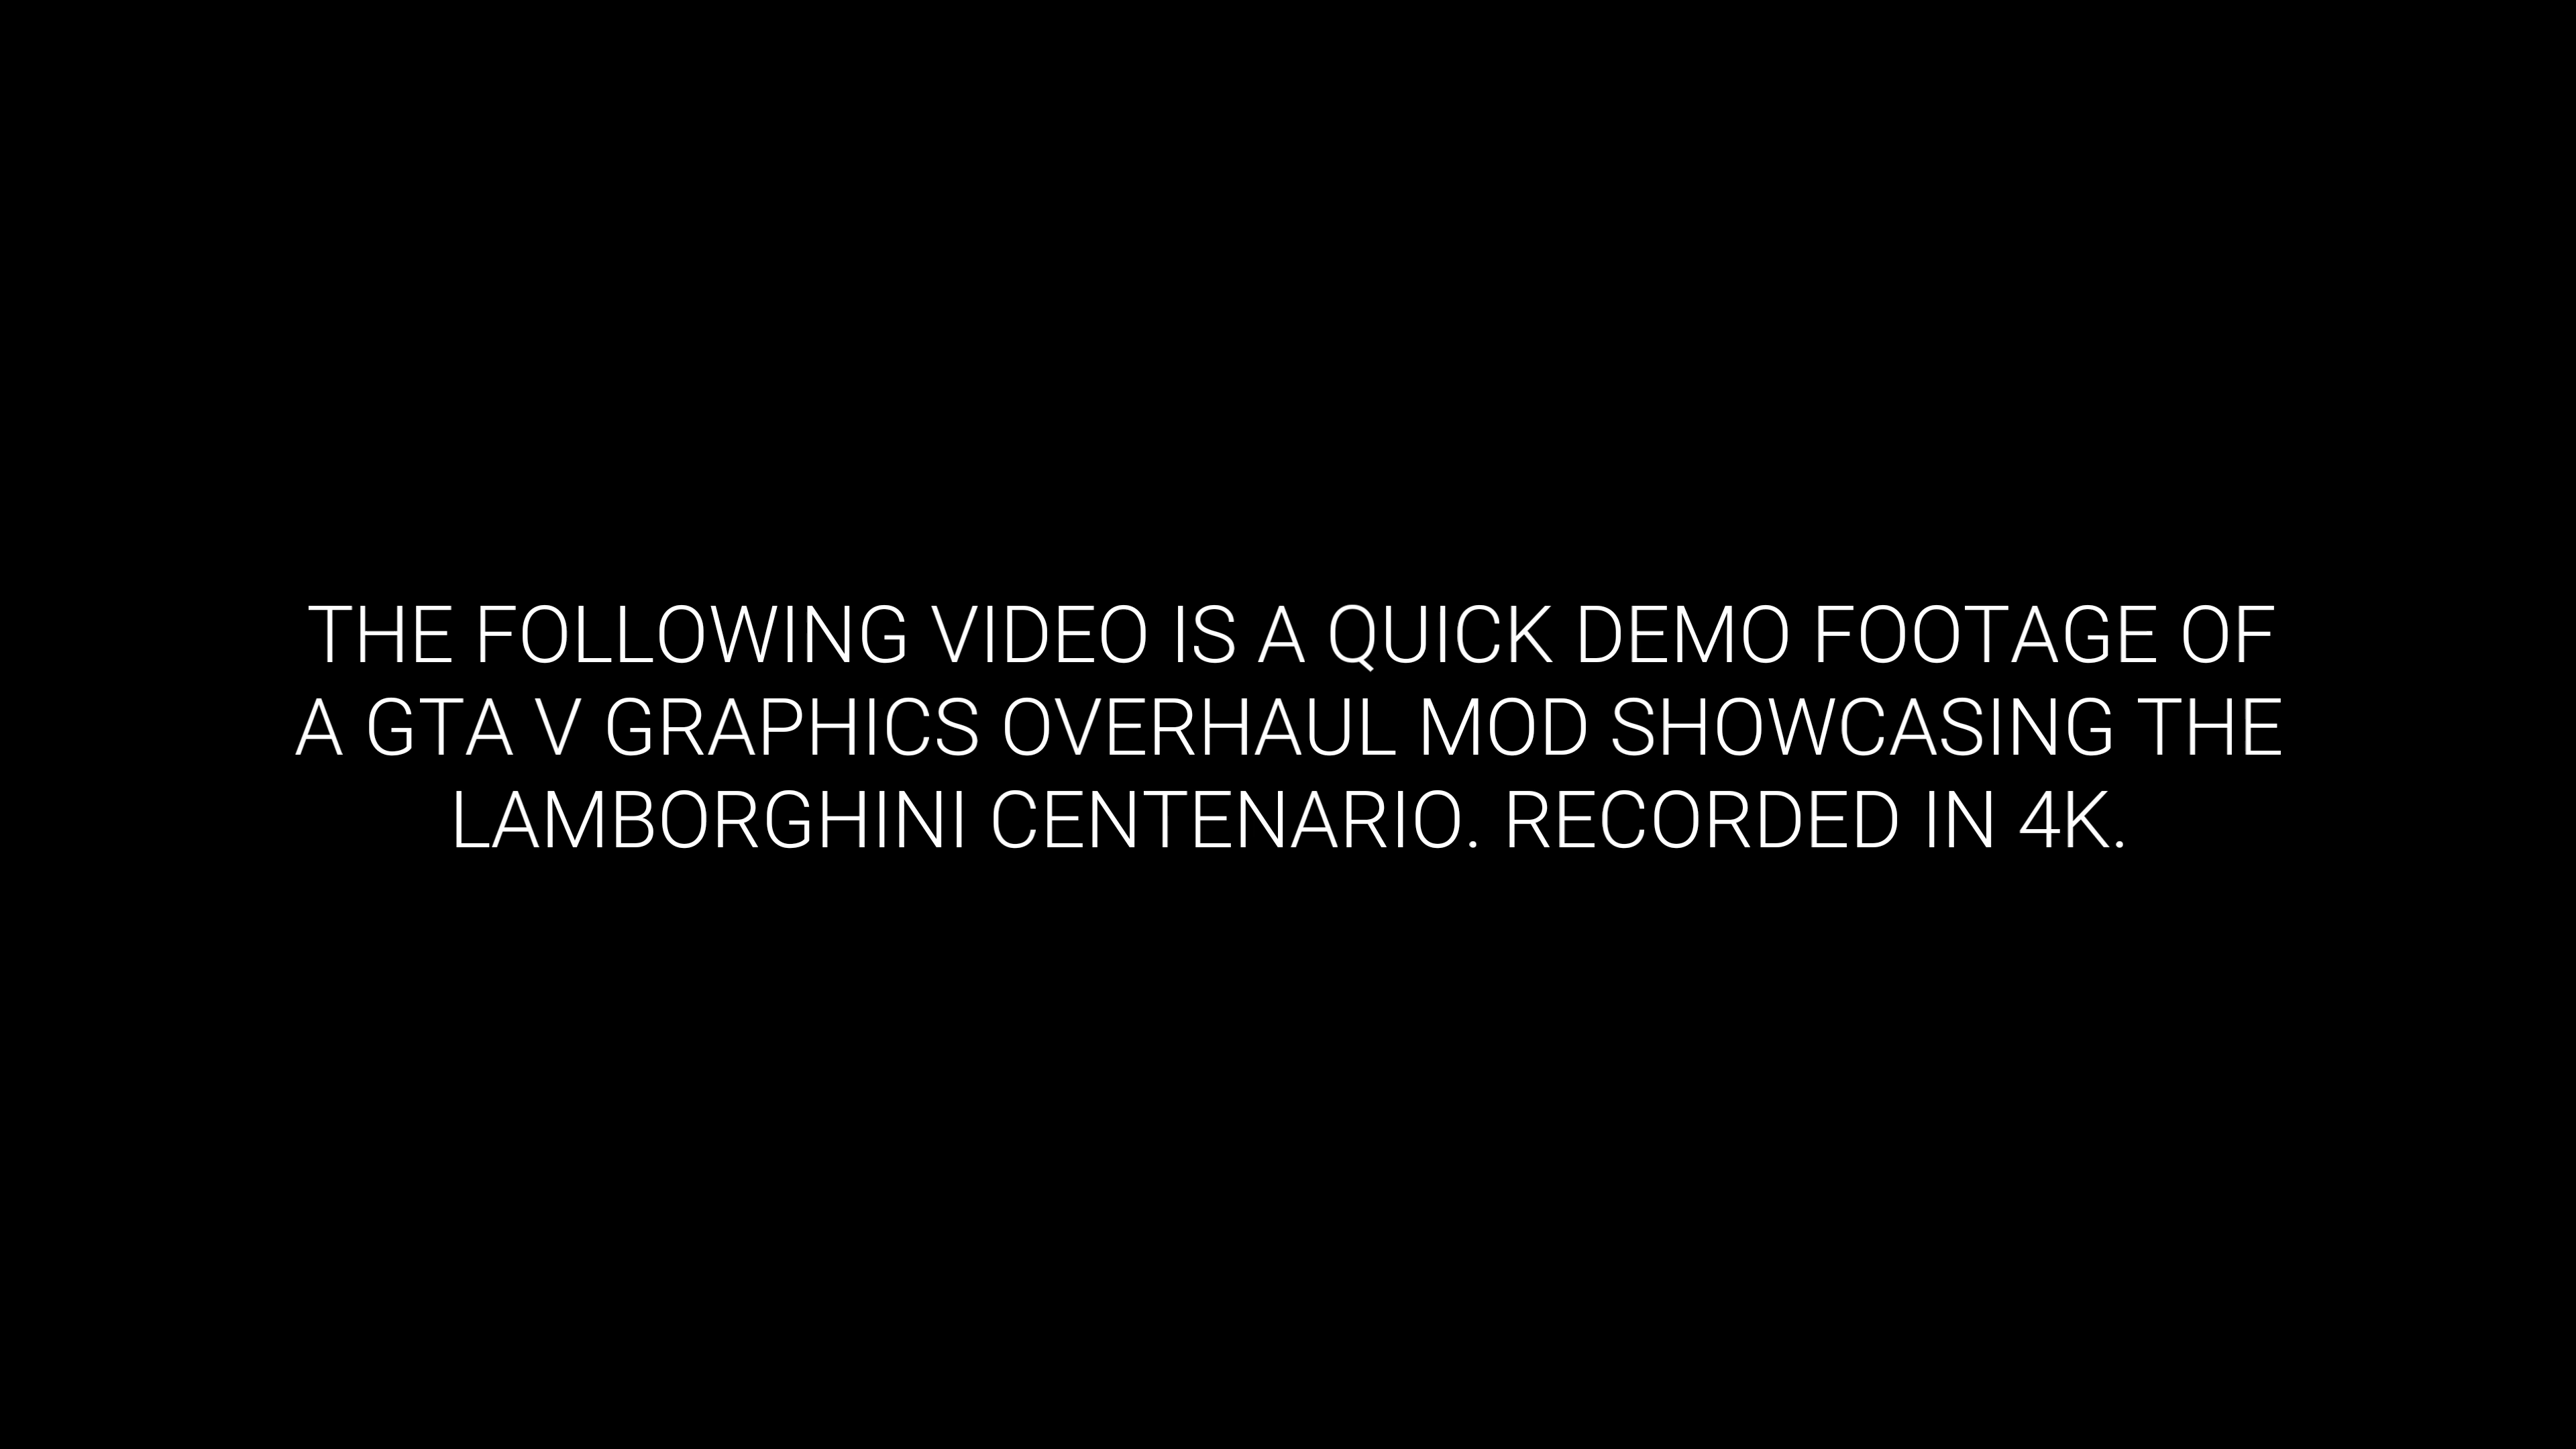 THE FOLLOWING VIDEO IS A QUICK DEMO FOOTAGE OF
A GTA V GRAPHICS OVERHAUL MOD SHOWCASING THE
LAMBORGHINI CENTENARIO. RECORDED IN 4K.